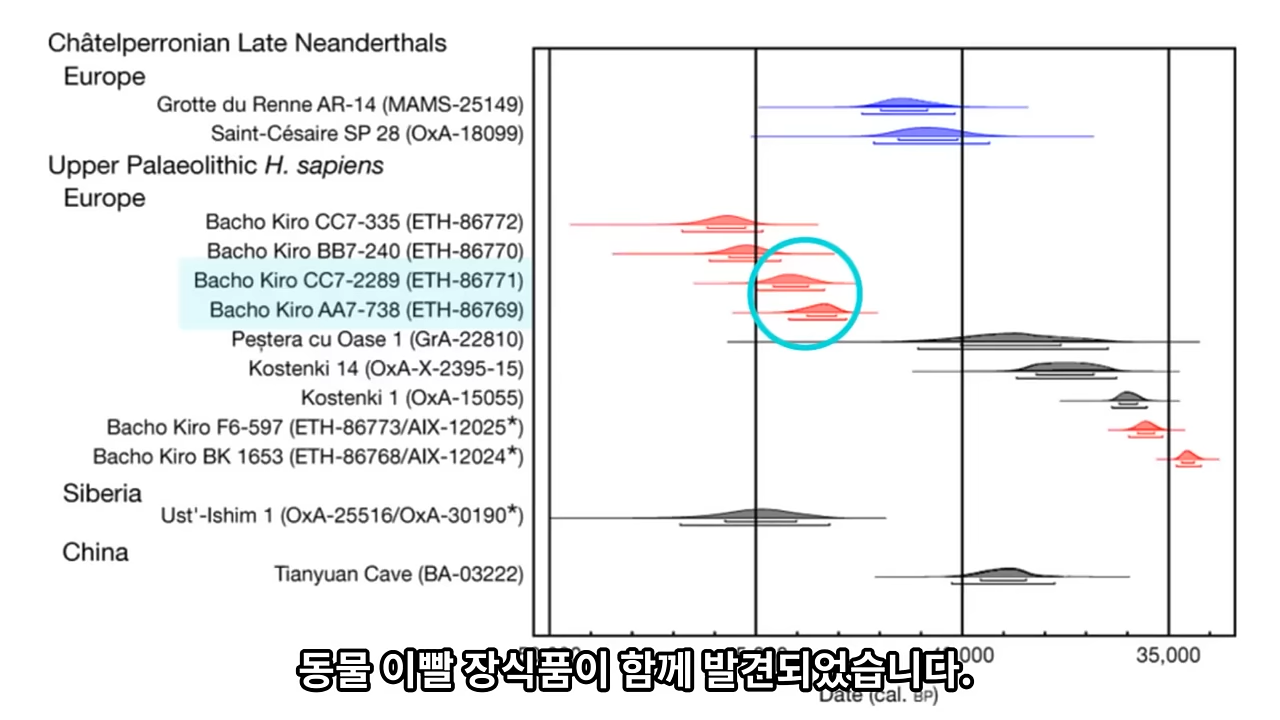 Châtelperronian Late Neanderthals
Europe
Grotte du Renne AR-14 (MAMS-25149)
Saint-Césaire SP 28 (OxA-18099)
Upper Palaeolithic H. sapiens
Europe
Bacho Kiro CC7-335 (ETH-86772)
Bacho Kiro BB7-240 (ETH-86770)
Bacho Kiro CC7-2289 (ETH-86771)
Bacho Kiro AA7-738 (ETH-86769)
Peștera cu Oase 1 (GrA-22810)
Kostenki 14 (OxA-X-2395-15)
Kostenki 1 (OxA-15055)
Bacho Kiro F6-597 (ETH-86773/AIX-12025*)
Bacho Kiro BK 1653 (ETH-86768/AIX-12024*)
Siberia
Ust'-Ishim 1 (OxA-25516/OxA-30190*)
China
Tianyuan Cave (BA-03222)
35,000
동물 이빨 장식품이 함께 발견되었습니다.
Date (cal. BP)